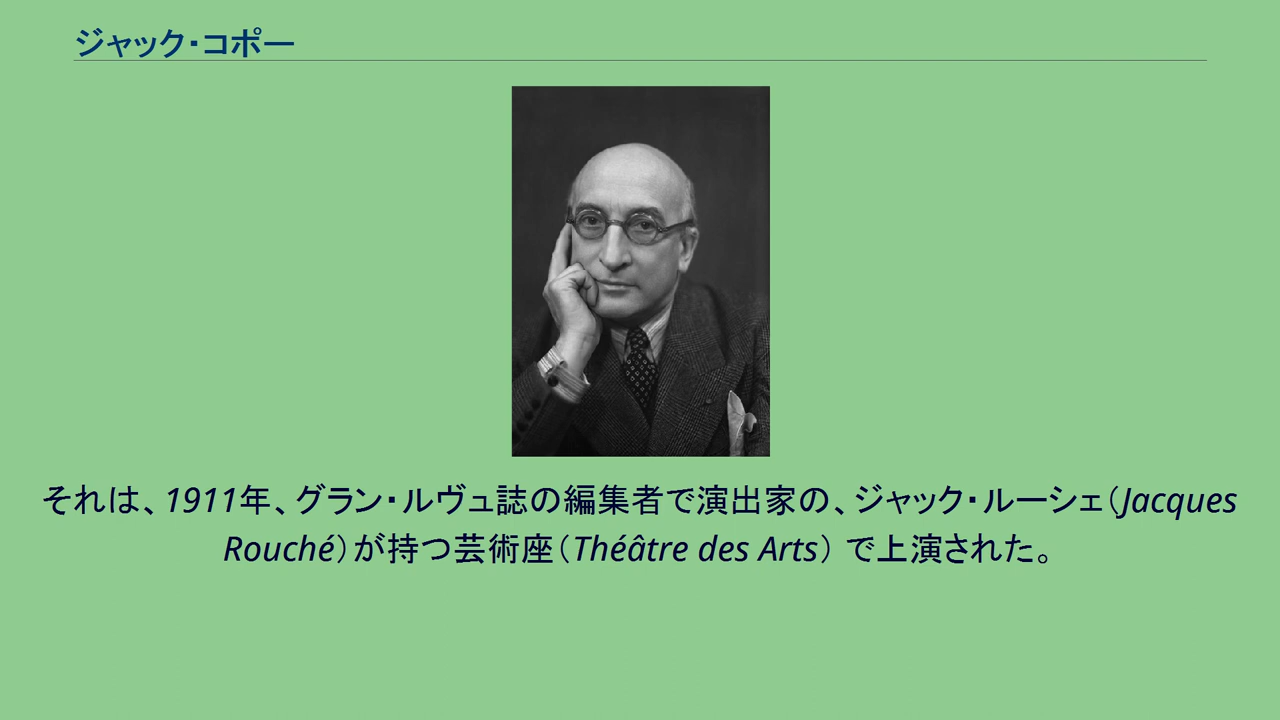 ジャック・コポー
それは、1911年、グラン・ルヴュ誌の編集者で演出家の、ジャック・ルーシェ（Jacques
Rouché）が持つ芸術座（Théâtre des Arts） で上演された。